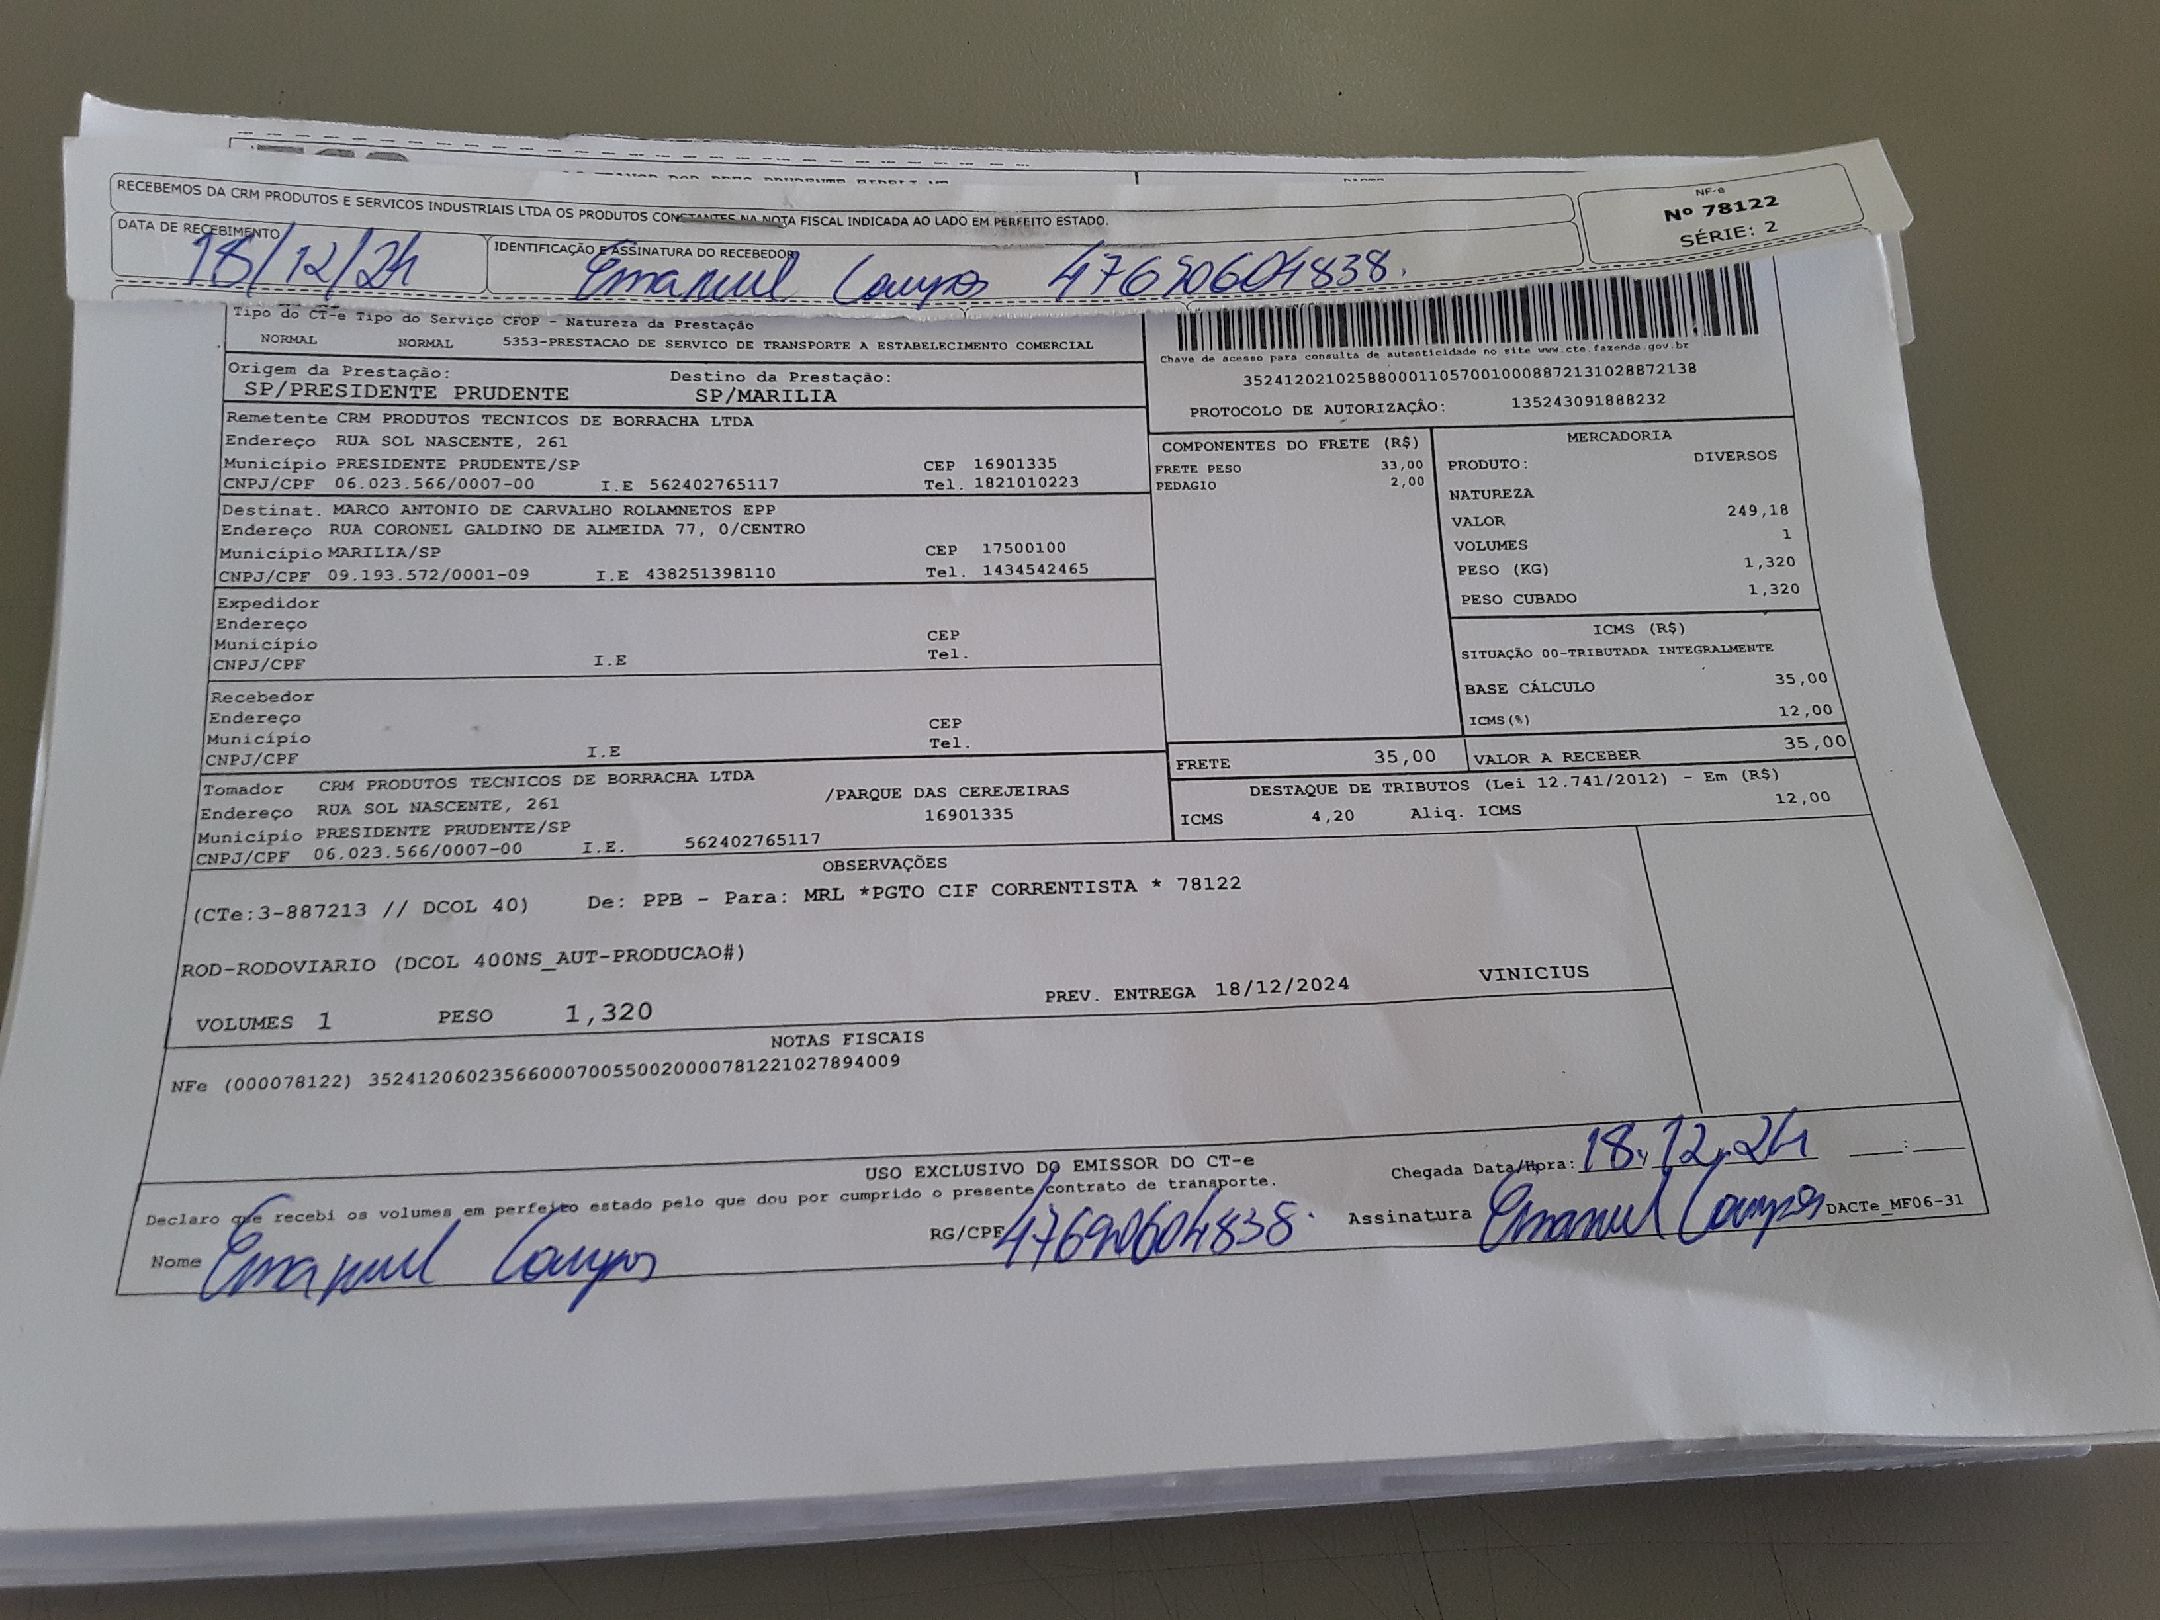 RECEBEMOS DA CRM PRODUTOS E SERVICOS INDUSTRIAIS LTDA OS PRODUTOS CONSTANTES NA NOTA FISCAL INDICADA AO LADO EM PERFEITO ESTADO.
NF-e
Nº 78122
SÉRIE: 2
DATA DE RECEBIMENTO
18/12/24
IDENTIFICAÇÃO E ASSINATURA DO RECEBEDOR
Emanuel Campos
Tipo do CT-e Tipo do Serviço CFOP - Natureza da Prestação
NORMAL NORMAL 5353-PRESTACAO DE SERVICO DE TRANSPORTE A ESTABELECIMENTO COMERCIAL
Origem da Prestação: Destino da Prestação:
SP/PRESIDENTE PRUDENTE SP/MARILIA
Remetente CRM PRODUTOS TECNICOS DE BORRACHA LTDA
Endereço RUA SOL NASCENTE, 261
Município PRESIDENTE PRUDENTE/SP CEP 16901335
CNPJ/CPF 06.023.566/0007-00 I.E 562402765117 Tel. 1821010223
Destinat. MARCO ANTONIO DE CARVALHO ROLAMNETOS EPP
Endereço RUA CORONEL GALDINO DE ALMEIDA 77, 0/CENTRO
Município MARILIA/SP CEP 17500100
CNPJ/CPF 09.193.572/0001-09 I.E 438251398110 Tel. 1434542465
Expedidor
Endereço
Município CEP
CNPJ/CPF I.E Tel.
Recebedor
Endereço
Município CEP
CNPJ/CPF I.E Tel.
Tomador CRM PRODUTOS TECNICOS DE BORRACHA LTDA
Endereço RUA SOL NASCENTE, 261 /PARQUE DAS CEREJEIRAS
Município PRESIDENTE PRUDENTE/SP 16901335
CNPJ/CPF 06.023.566/0007-00 I.E. 562402765117
Chave de acesso para consulta de autenticidade no site www.cte.fazenda.gov.br
35241202102588000110570010008872131028872138
PROTOCOLO DE AUTORIZAÇÃO: 135243091888232
COMPONENTES DO FRETE (R$)
FRETE PESO 33,00
PEDAGIO 2,00
MERCADORIA
PRODUTO: DIVERSOS
NATUREZA
VALOR 249,18
VOLUMES 1
PESO (KG) 1,320
PESO CUBADO 1,320
ICMS (R$)
SITUAÇÃO 00-TRIBUTADA INTEGRALMENTE
BASE CÁLCULO 35,00
ICMS(%) 12,00
FRETE 35,00 VALOR A RECEBER 35,00
DESTAQUE DE TRIBUTOS (Lei 12.741/2012) - Em (R$)
ICMS 4,20 Aliq. ICMS 12,00
OBSERVAÇÕES
(CTe:3-887213 // DCOL 40) De: PPB - Para: MRL *PGTO CIF CORRENTISTA * 78122
ROD-RODOVIARIO (DCOL 400NS_AUT-PRODUCAO#)
VOLUMES 1 PESO 1,320 PREV. ENTREGA 18/12/2024 VINICIUS
NOTAS FISCAIS
NFe (000078122) 35241206023566000700550020000781221027894009
USO EXCLUSIVO DO EMISSOR DO CT-e
Declaro que recebi os volumes em perfeito estado pelo que dou por cumprido o presente contrato de transporte.
Chegada Data/Hora: 18.12.24 ___:___
Nome Emanuel Campos RG/CPF Assinatura Emanuel Campos DACTe_MF06-31